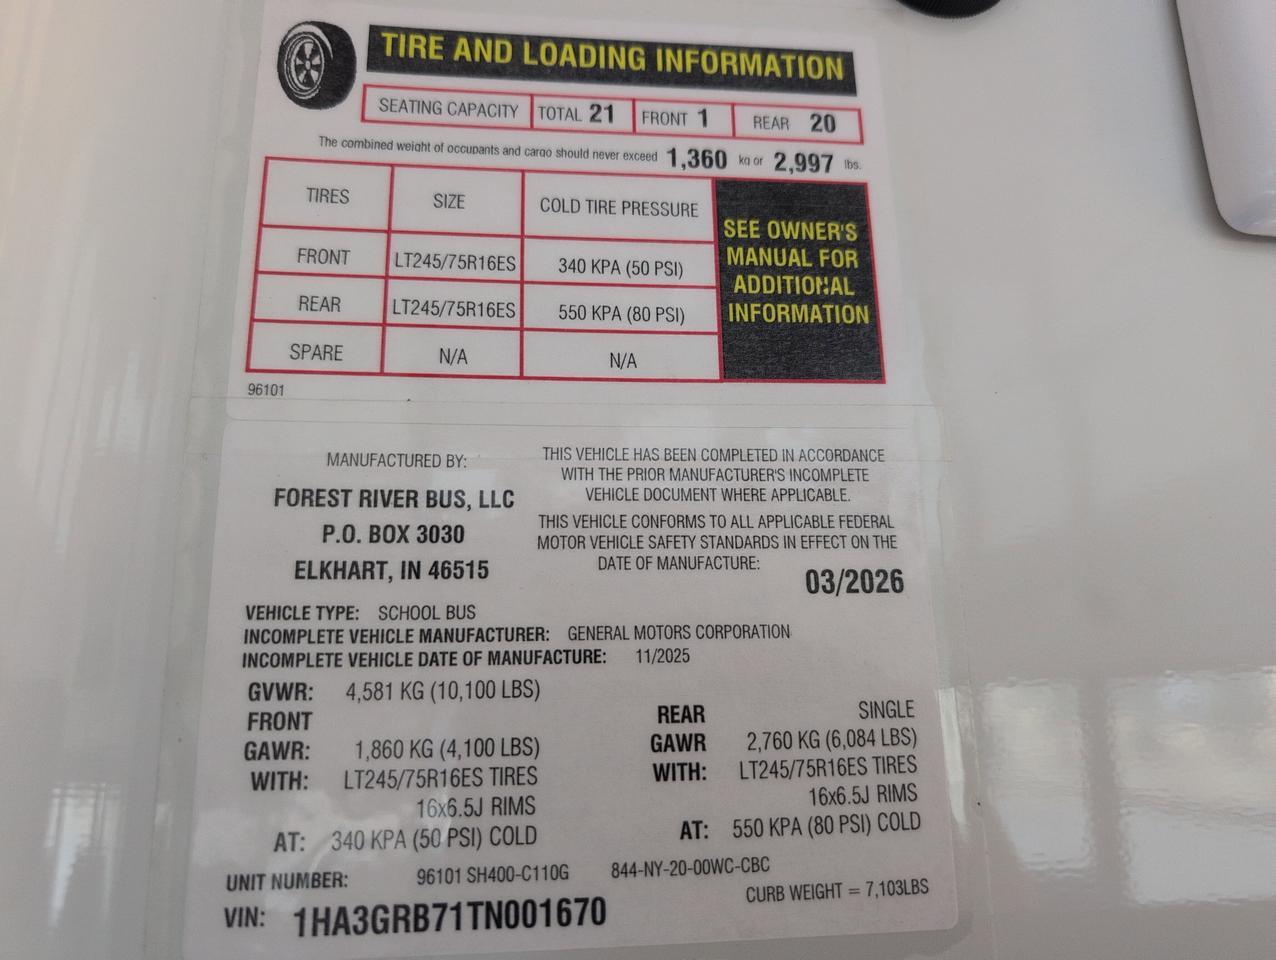 TIRE AND LOADING INFORMATION
SEATING CAPACITY TOTAL 21 FRONT 1 REAR 20
The combined weight of occupants and cargo should never exceed 1,360 kg or 2,997 lbs.
TIRES SIZE COLD TIRE PRESSURE
FRONT LT245/75R16ES 340 KPA (50 PSI)
REAR LT245/75R16ES 550 KPA (80 PSI)
SPARE N/A N/A
SEE OWNER'S
MANUAL FOR
ADDITIONAL
INFORMATION
96101
MANUFACTURED BY:
FOREST RIVER BUS, LLC
P.O. BOX 3030
ELKHART, IN 46515
THIS VEHICLE HAS BEEN COMPLETED IN ACCORDANCE
WITH THE PRIOR MANUFACTURER'S INCOMPLETE
VEHICLE DOCUMENT WHERE APPLICABLE.
THIS VEHICLE CONFORMS TO ALL APPLICABLE FEDERAL
MOTOR VEHICLE SAFETY STANDARDS IN EFFECT ON THE
DATE OF MANUFACTURE:
03/2026
VEHICLE TYPE: SCHOOL BUS
INCOMPLETE VEHICLE MANUFACTURER: GENERAL MOTORS CORPORATION
INCOMPLETE VEHICLE DATE OF MANUFACTURE: 11/2025
GVWR: 4,581 KG (10,100 LBS)
FRONT
GAWR: 1,860 KG (4,100 LBS)
WITH: LT245/75R16ES TIRES
16x6.5J RIMS
AT: 340 KPA (50 PSI) COLD
REAR SINGLE
GAWR 2,760 KG (6,084 LBS)
WITH: LT245/75R16ES TIRES
16x6.5J RIMS
AT: 550 KPA (80 PSI) COLD
UNIT NUMBER: 96101 SH400-C110G 844-NY-20-00WC-CBC
CURB WEIGHT = 7,103LBS
VIN: 1HA3GRB71TN001670